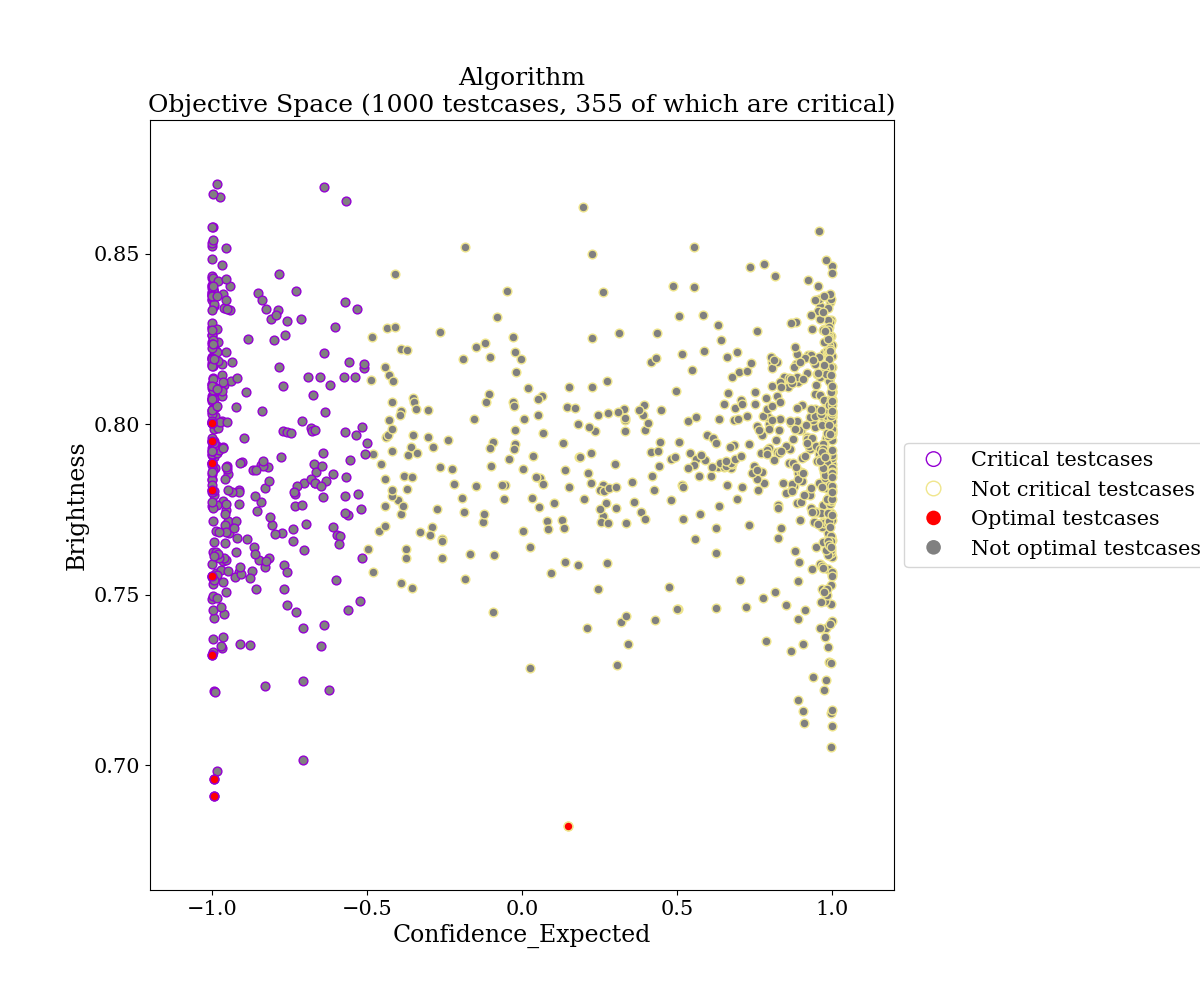 Algorithm
Objective Space (1000 testcases, 355 of which are critical)
0.85
0.80
0.75
0.70
Brightness
−1.0
−0.5
0.0
0.5
1.0
Confidence_Expected
Critical testcases
Not critical testcases
Optimal testcases
Not optimal testcases